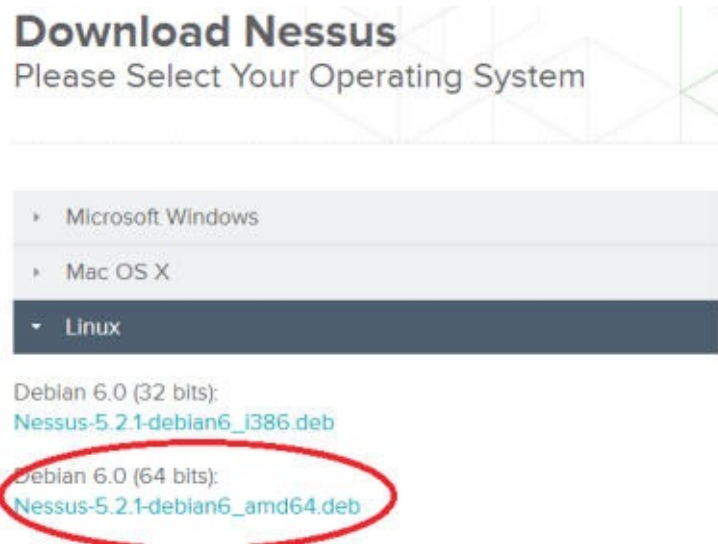 Download Nessus
Please Select Your Operating System
Microsoft Windows
Mac OS X
Linux
Debian 6.0 (32 bits):
Nessus-5.2.1-debian6_i386.deb
Debian 6.0 (64 bits):
Nessus-5.2.1-debian6_amd64.deb